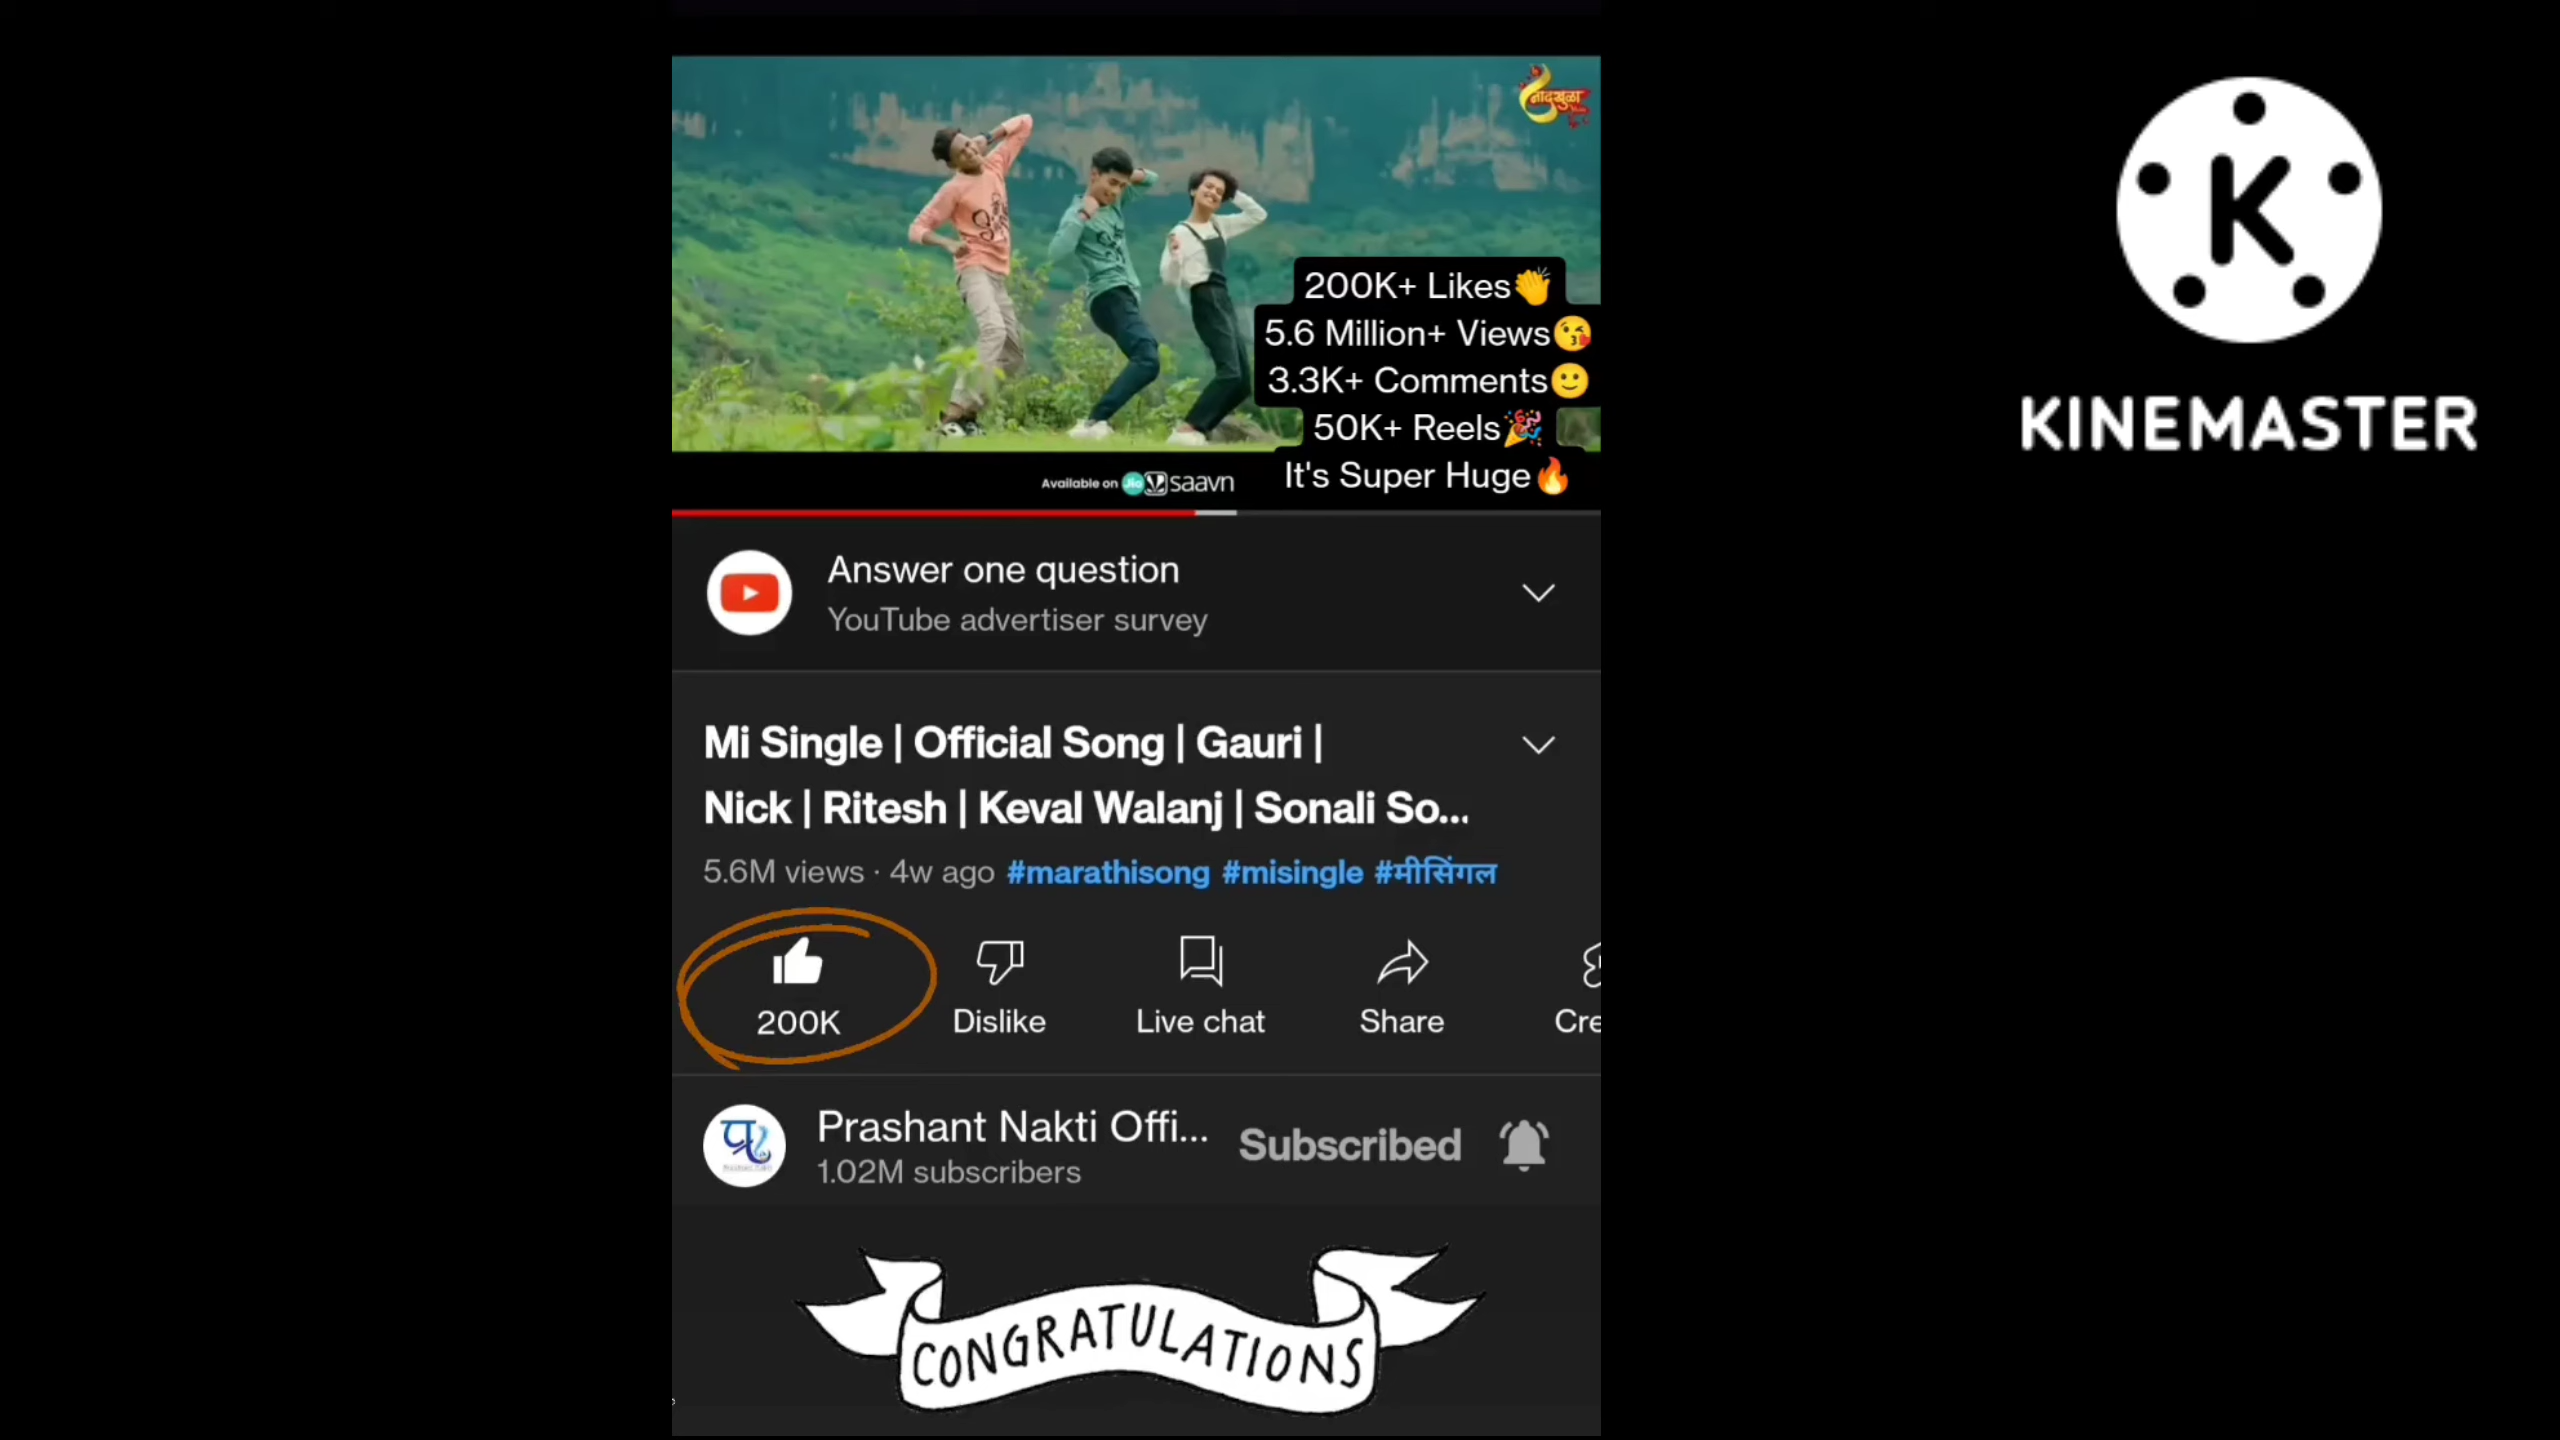 नादखुळा
200K+ Likes👏
5.6 Million+ Views😘
3.3K+ Comments🙂
50K+ Reels🎉
It's Super Huge🔥
Available on Jio saavn
K
KINEMASTER
Answer one question
YouTube advertiser survey
Mi Single | Official Song | Gauri |
Nick | Ritesh | Keval Walanj | Sonali So...
5.6M views · 4w ago #marathisong #misingle #मीसिंगल
200K
Dislike
Live chat
Share
Cre
Prashant Nakti Offi...
1.02M subscribers
Subscribed
CONGRATULATIONS